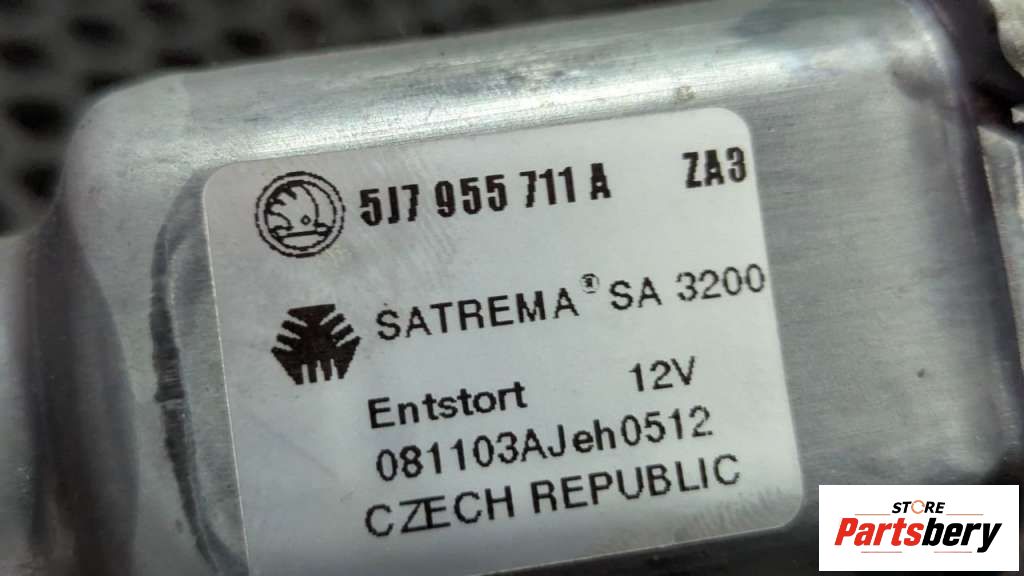 5J7 955 711 A ZA3
SATREMA® SA 3200
Entstort 12V
081103AJeh0512
CZECH REPUBLIC
STORE
Partsbery